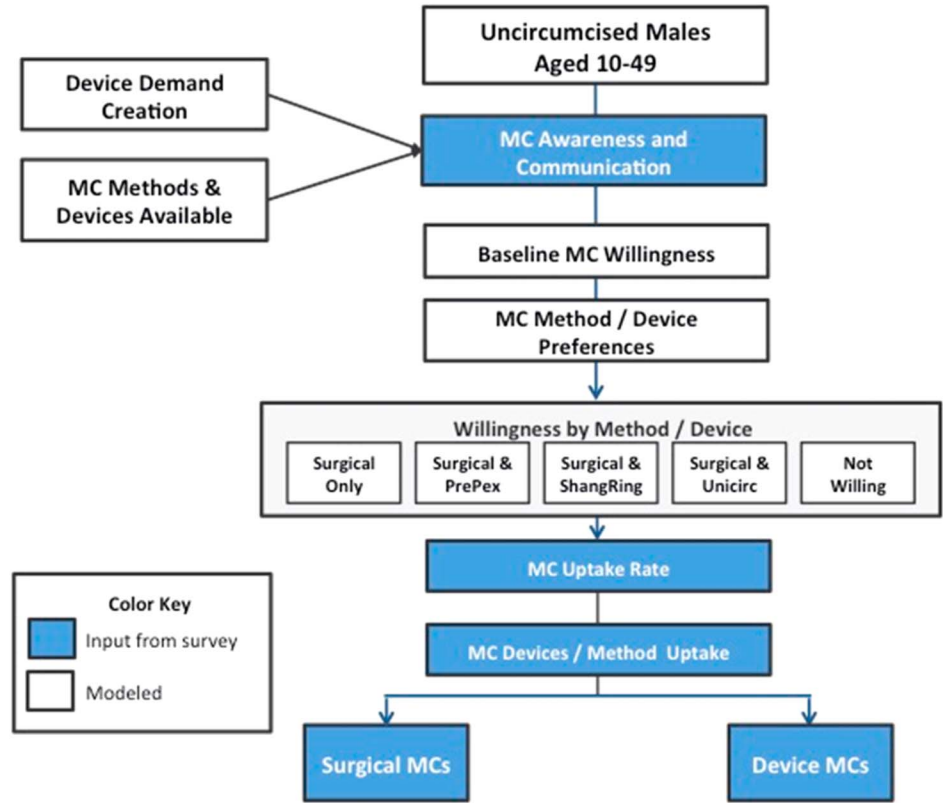 Uncircumcised Males
Aged 10-49
Device Demand
Creation
MC Awareness and
Communication
MC Methods &
Devices Available
Baseline MC Willingness
MC Method / Device
Preferences
Willingness by Method / Device
Surgical
Only
Surgical &
PrePex
Surgical &
ShangRing
Surgical &
Unicirc
Not
Willing
MC Uptake Rate
Color Key
Input from survey
Modeled
MC Devices / Method Uptake
Surgical MCs
Device MCs